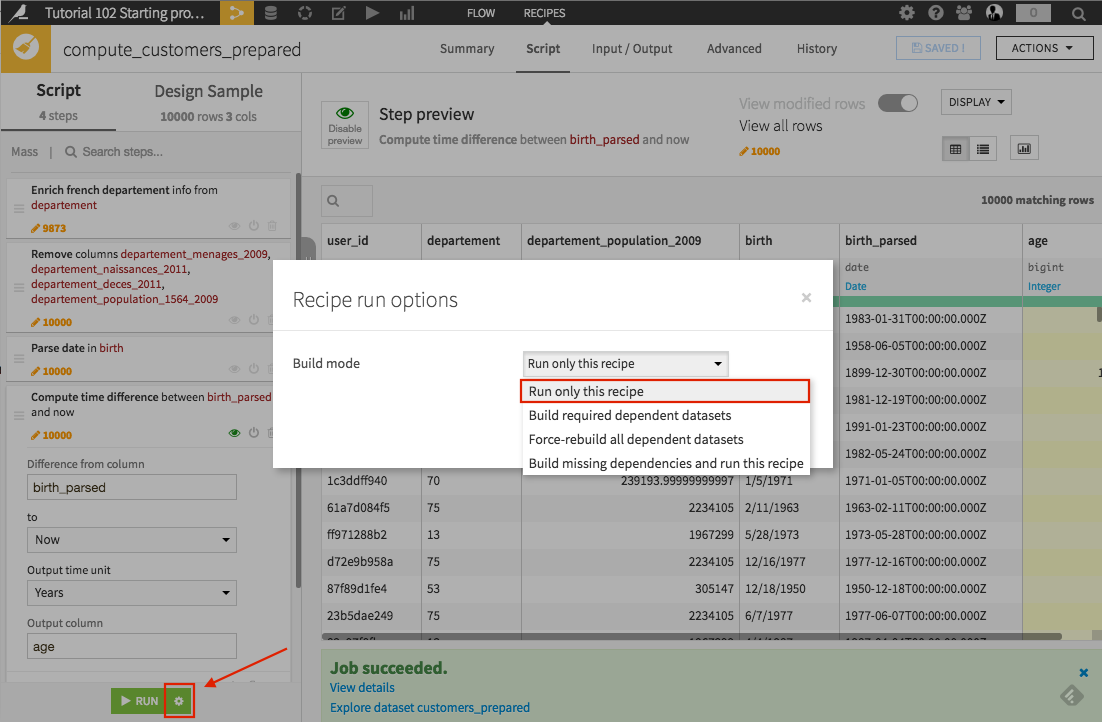 Tutorial 102 Starting pro...
FLOW
RECIPES
0
compute_customers_prepared
Summary
Script
Input / Output
Advanced
History
SAVED !
ACTIONS
Script
4 steps
Design Sample
10000 rows 3 cols
Mass | Search steps...
Enrich french departement info from
departement
9873
Remove columns departement_menages_2009,
departement_naissances_2011,
departement_deces_2011,
departement_population_1564_2009
10000
Parse date in birth
10000
Compute time difference between birth_parsed
and now
10000
Difference from column
birth_parsed
to
Now
Output time unit
Years
Output column
age
RUN
Disable
preview
Step preview
Compute time difference between birth_parsed and now
View modified rows
View all rows
10000
DISPLAY
10000 matching rows
user_id departement departement_population_2009 birth birth_parsed age
date bigint
Date Integer
1983-01-31T00:00:00.000Z
1958-06-05T00:00:00.000Z
1899-12-30T00:00:00.000Z 1
1981-12-19T00:00:00.000Z
1991-01-23T00:00:00.000Z
1982-05-24T00:00:00.000Z
Recipe run options
Build mode
Run only this recipe
Run only this recipe
Build required dependent datasets
Force-rebuild all dependent datasets
Build missing dependencies and run this recipe
1c3ddff940 70 239193.99999999997 1/5/1971 1971-01-05T00:00:00.000Z
61a7d084f5 75 2234105 2/11/1963 1963-02-11T00:00:00.000Z
ff971288b2 13 1967299 5/28/1973 1973-05-28T00:00:00.000Z
d72e9b958a 75 2234105 12/16/1977 1977-12-16T00:00:00.000Z
87f89d1fe4 53 305147 12/18/1950 1950-12-18T00:00:00.000Z
23b5dae249 75 2234105 6/7/1977 1977-06-07T00:00:00.000Z
Job succeeded.
View details
Explore dataset customers_prepared